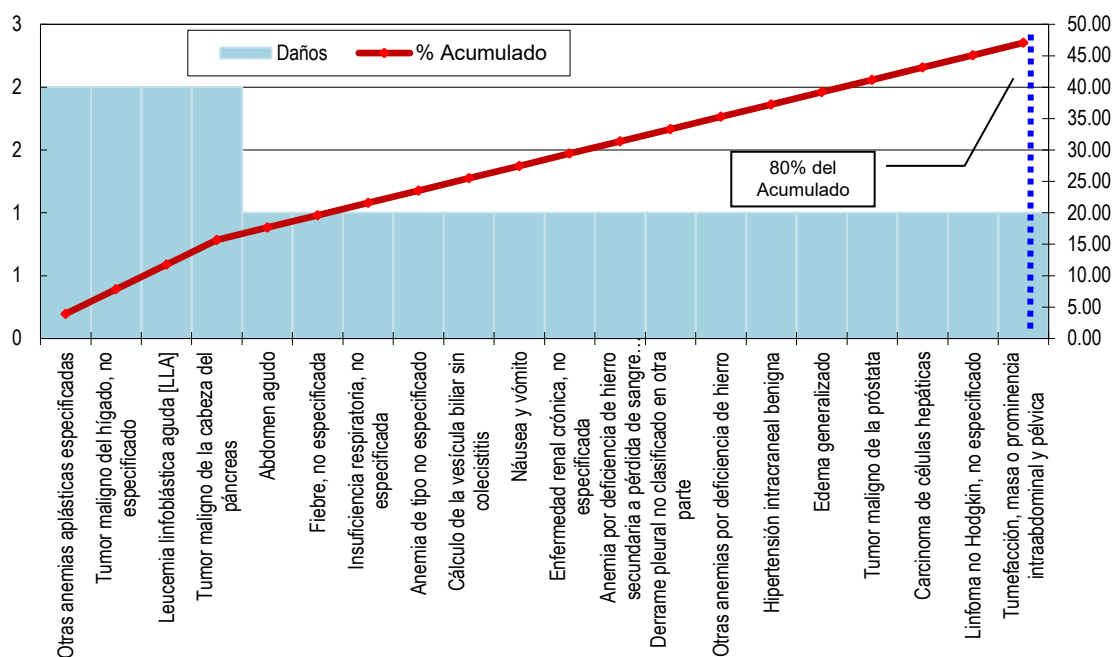 3
2
2
1
1
0
Daños
% Acumulado
80% del
Acumulado
50.00
45.00
40.00
35.00
30.00
25.00
20.00
15.00
10.00
5.00
0.00
Otras anemias aplásticas especificadas
Tumor maligno del hígado, no
especificado
Leucemia linfoblástica aguda [LLA]
Tumor maligno de la cabeza del
páncreas
Abdomen agudo
Fiebre, no especificada
Insuficiencia respiratoria, no
especificada
Anemia de tipo no especificado
Cálculo de la vesícula biliar sin
colecistitis
Náusea y vómito
Enfermedad renal crónica, no
especificada
Anemia por deficiencia de hierro
secundaria a pérdida de sangre…
Derrame pleural no clasificado en otra
parte
Otras anemias por deficiencia de hierro
Hipertensión intracraneal benigna
Edema generalizado
Tumor maligno de la próstata
Carcinoma de células hepáticas
Linfoma no Hodgkin, no especificado
Tumefacción, masa o prominencia
intraabdominal y pélvica